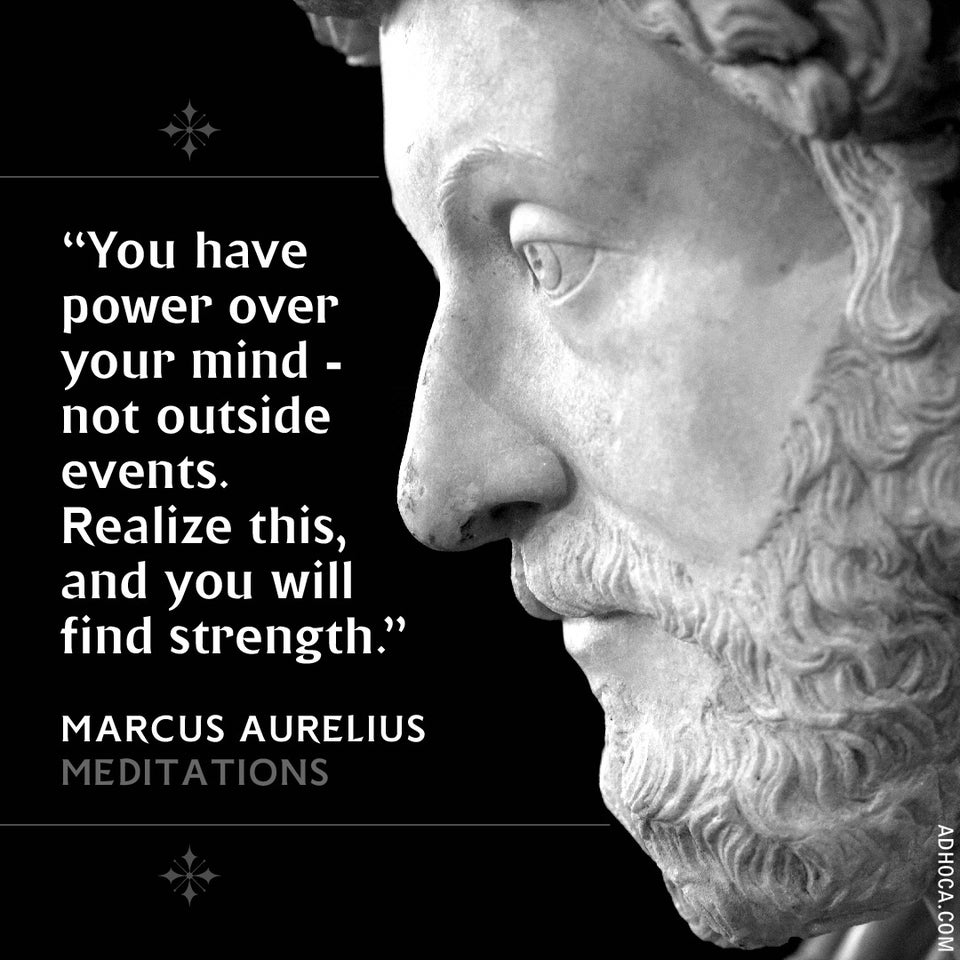 “You have
power over
your mind -
not outside
events.
Realize this,
and you will
find strength.”
MARCUS AURELIUS
MEDITATIONS
ADHOCA.COM